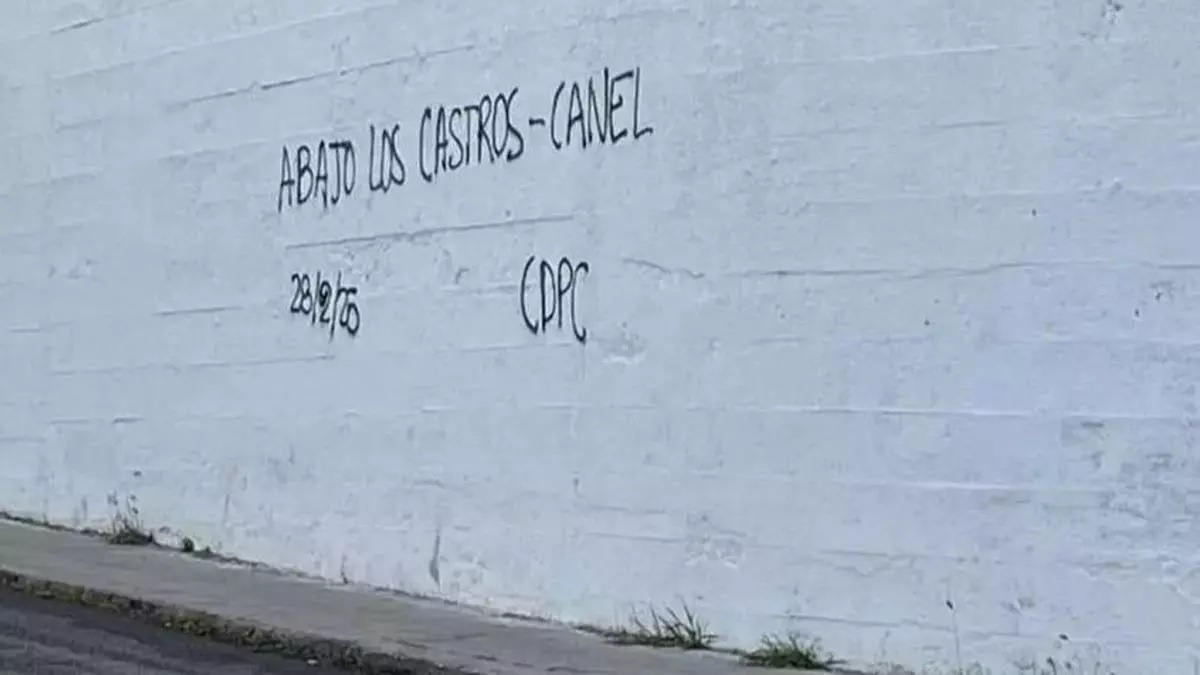 ABAJO LOS CASTROS-CANEL
28/2/25 CDPC